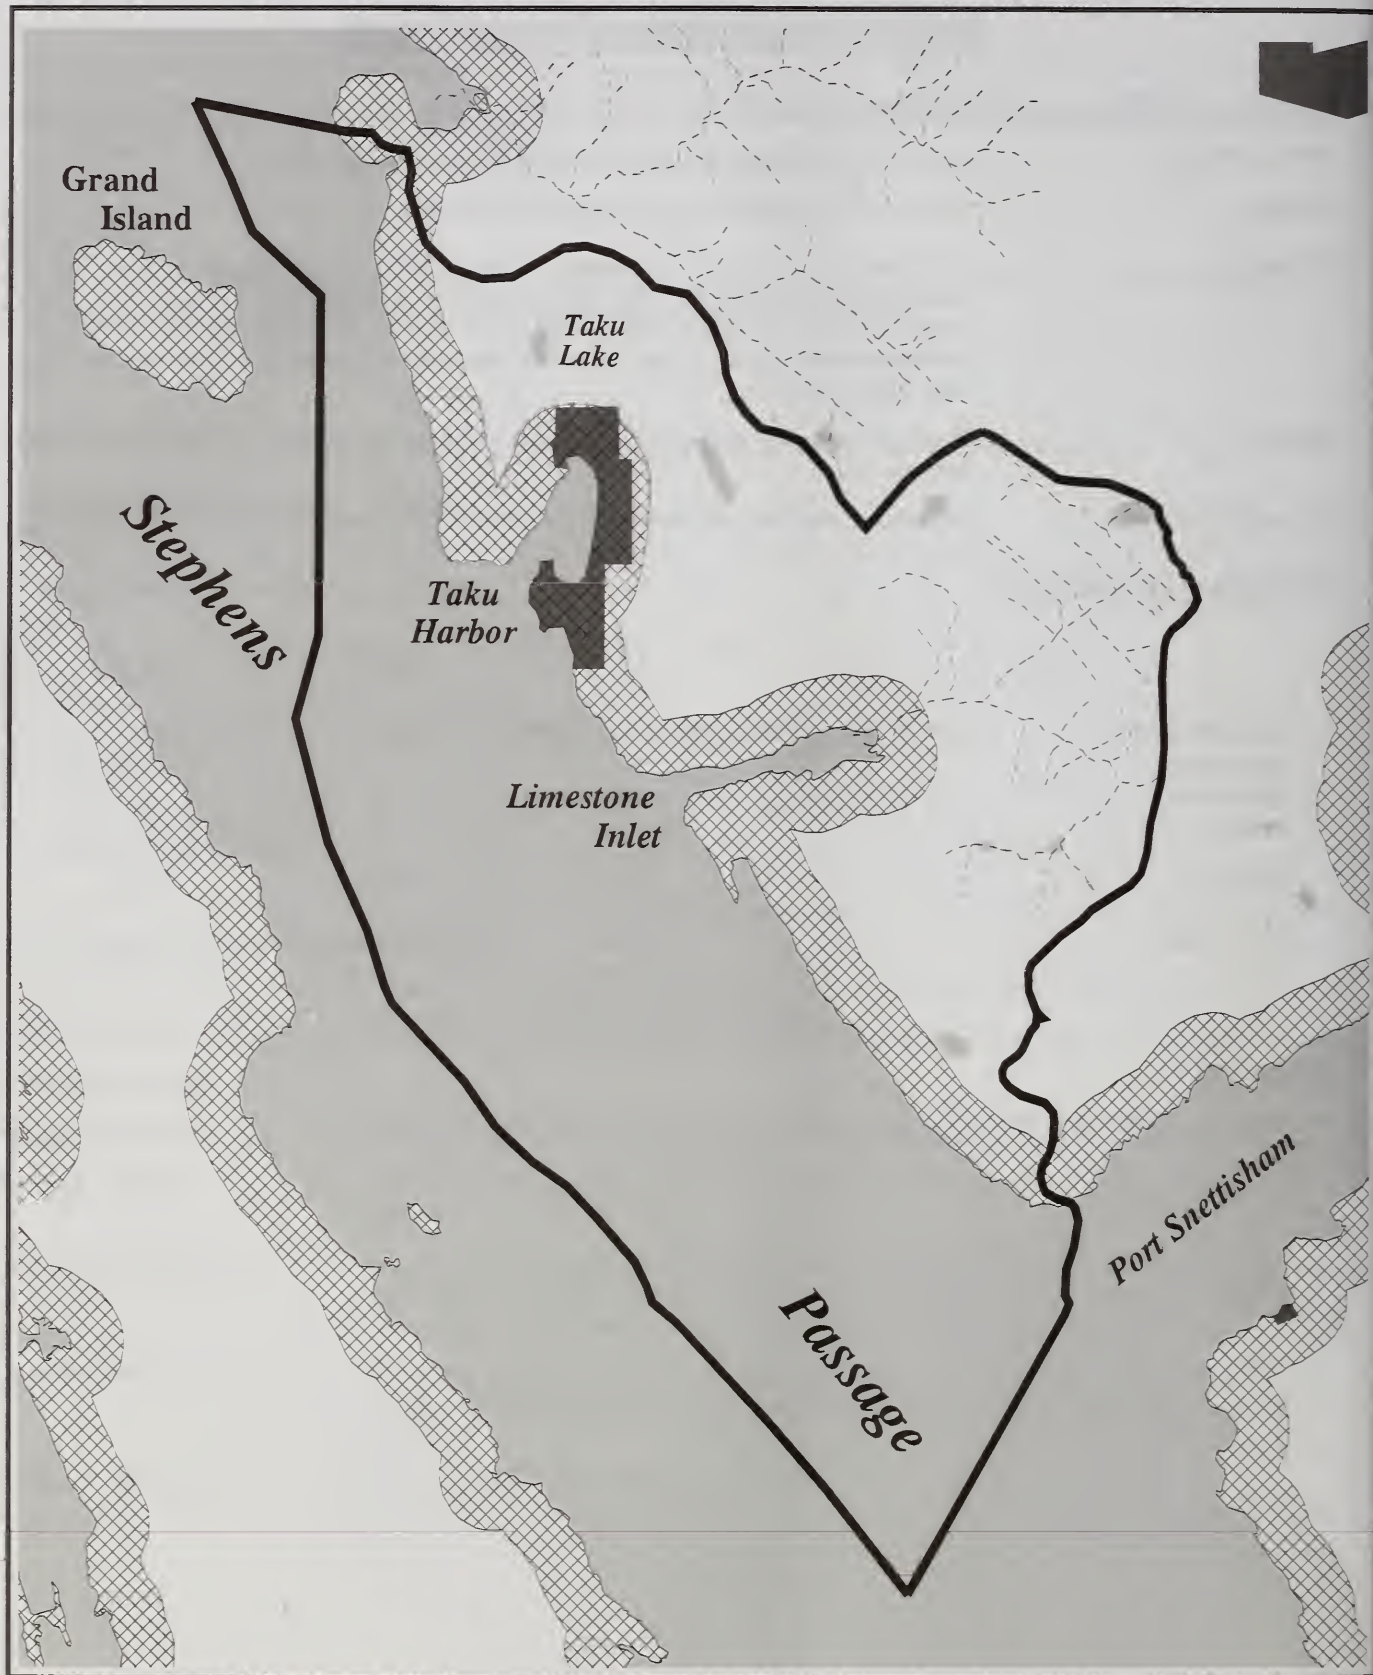 Grand
Island
Taku
Lake
Stephens
Taku
Harbor
Limestone
Inlet
Port Snettisham
Passage